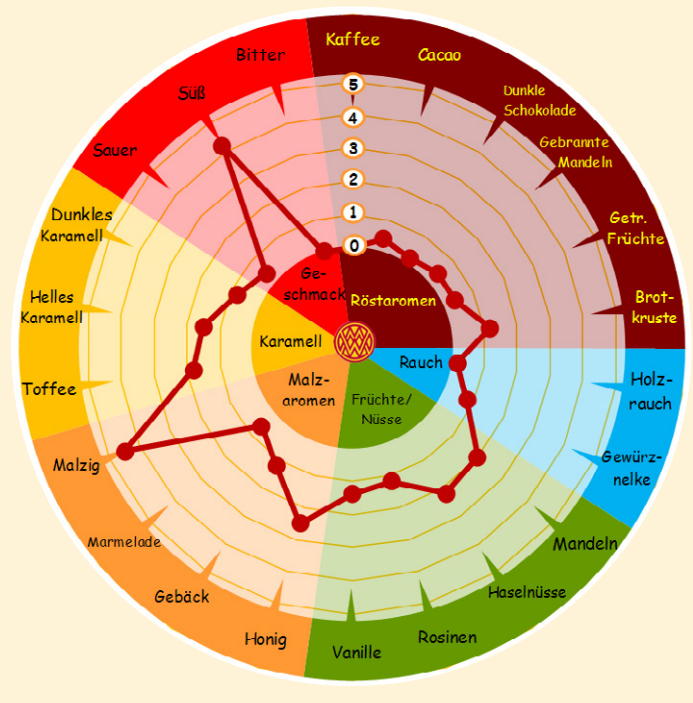 Kaffee
Cacao
Dunkle
Schokolade
Gebrannte
Mandeln
Getr.
Früchte
Brot-
kruste
Holz-
rauch
Gewürz-
nelke
Mandeln
Haselnüsse
Rosinen
Vanille
Honig
Gebäck
Marmelade
Malzig
Toffee
Helles
Karamell
Dunkles
Karamell
Sauer
Süß
Bitter
5
4
3
2
1
0
Ge-
schmack
Röstaromen
Karamell
Rauch
Malz-
aromen
Früchte/
Nüsse